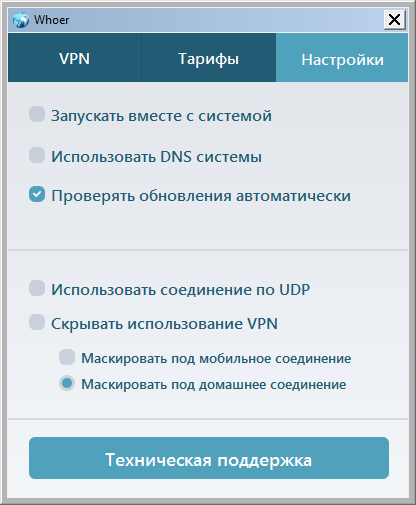 Whoer
VPN
Тарифы
Настройки
Запускать вместе с системой
Использовать DNS системы
Проверять обновления автоматически
Использовать соединение по UDP
Скрывать использование VPN
Маскировать под мобильное соединение
Маскировать под домашнее соединение
Техническая поддержка